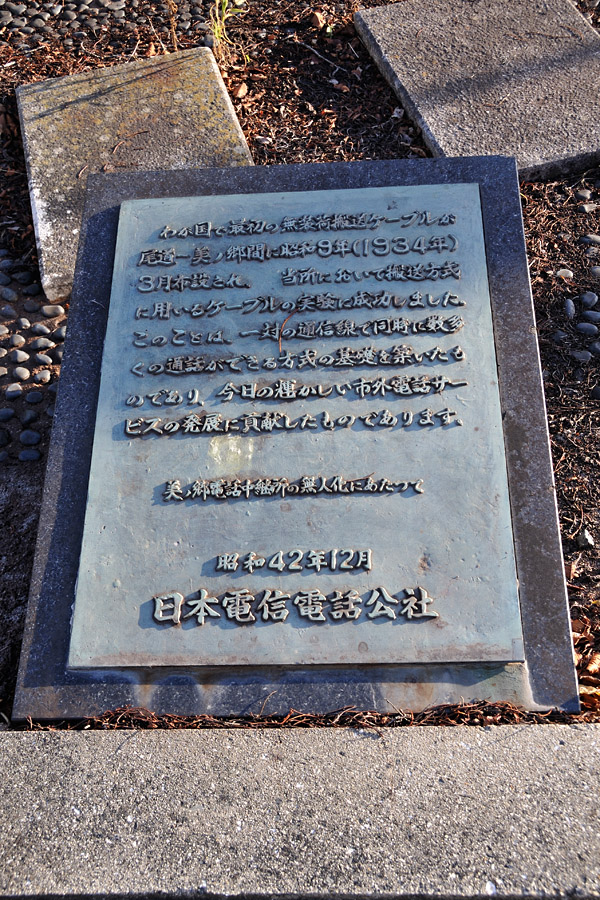 わが国で最初の無装荷搬送ケーブルが
尾道―美ノ郷間に昭和9年(1934年)
3月布設され、当所において搬送方式
に用いるケーブルの実験に成功しました。
このことは、一対の通信線で同時に数多
くの通話ができる方式の基礎を築いたも
のであり、今日の輝かしい市外電話サー
ビスの発展に貢献したものであります。
美ノ郷電話中継所の無人化にあたって
昭和42年12月
日本電信電話公社